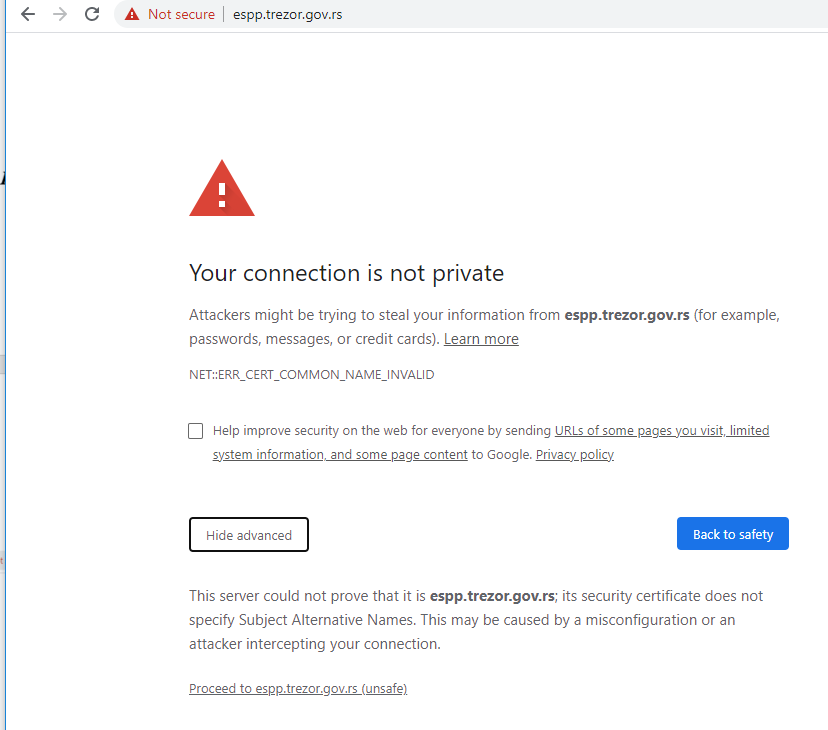 Not secure espp.trezor.gov.rs
Your connection is not private
Attackers might be trying to steal your information from espp.trezor.gov.rs (for example,
passwords, messages, or credit cards). Learn more
NET::ERR_CERT_COMMON_NAME_INVALID
Help improve security on the web for everyone by sending URLs of some pages you visit, limited
system information, and some page content to Google. Privacy policy
Hide advanced
Back to safety
This server could not prove that it is espp.trezor.gov.rs; its security certificate does not
specify Subject Alternative Names. This may be caused by a misconfiguration or an
attacker intercepting your connection.
Proceed to espp.trezor.gov.rs (unsafe)